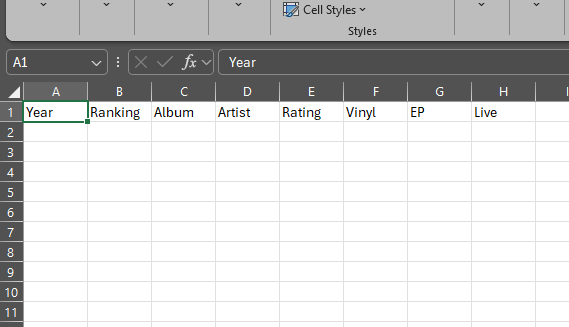 Cell Styles
Styles
A1 fx Year
A B C D E F G H I
1 Year Ranking Album Artist Rating Vinyl EP Live
2
3
4
5
6
7
8
9
10
11